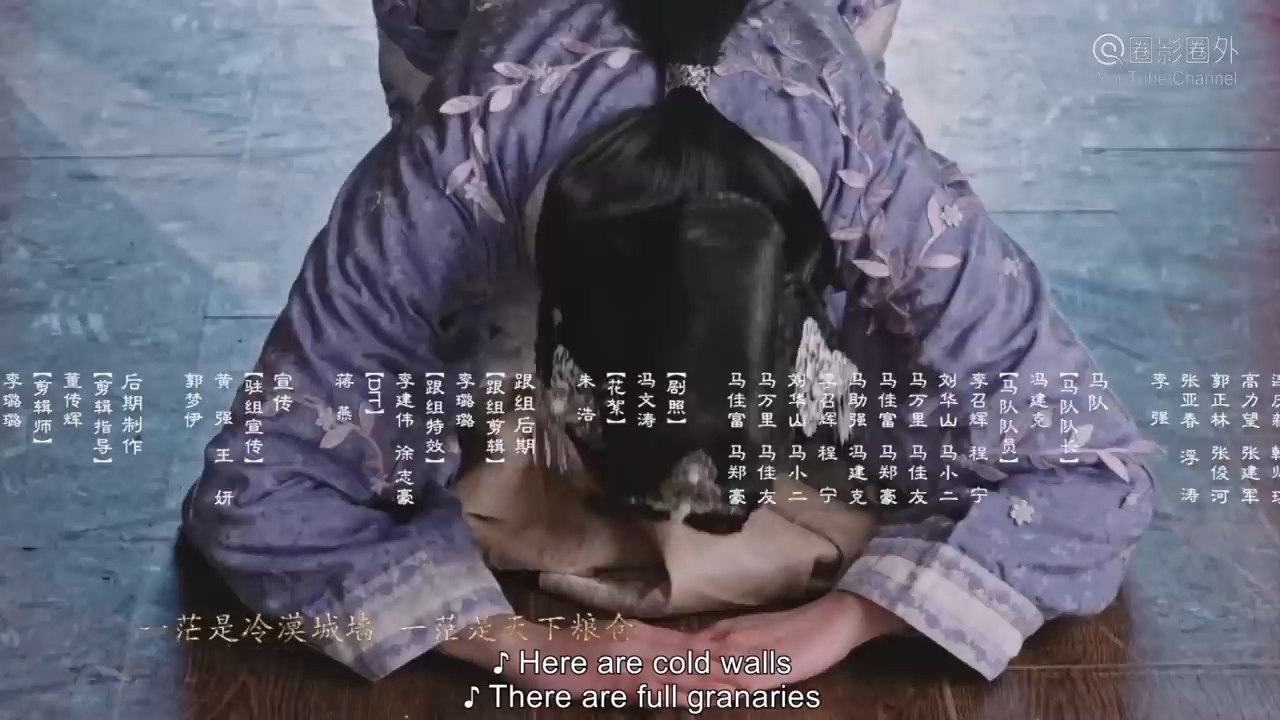 圈影圈外
YouTube Channel
高力望 张建军
郭正林 张俊河
张亚春 浮 涛
李 强
马队
【马队队长】
冯建克
【马队队员】
李召辉 程 宁
刘华山 马小二
马万里 马佳友
马佳富 马郑豪
马助强 冯建克
李召辉 程 宁
刘华山 马小二
马万里 马佳友
马佳富 马郑豪
【剧照】
冯文涛
【花絮】
朱 浩
跟组后期
【跟组剪辑】
李璐璐
【跟组特效】
李建伟 徐志豪
【DIT】
蒋 燕
宣传
【驻组宣传】
黄 强 王 妍
郭梦伊
后期制作
【剪辑指导】
董传辉
【剪辑师】
李璐璐
一茫是冷漠城墙 一茫是天下粮仓
♪ Here are cold walls
♪ There are full granaries